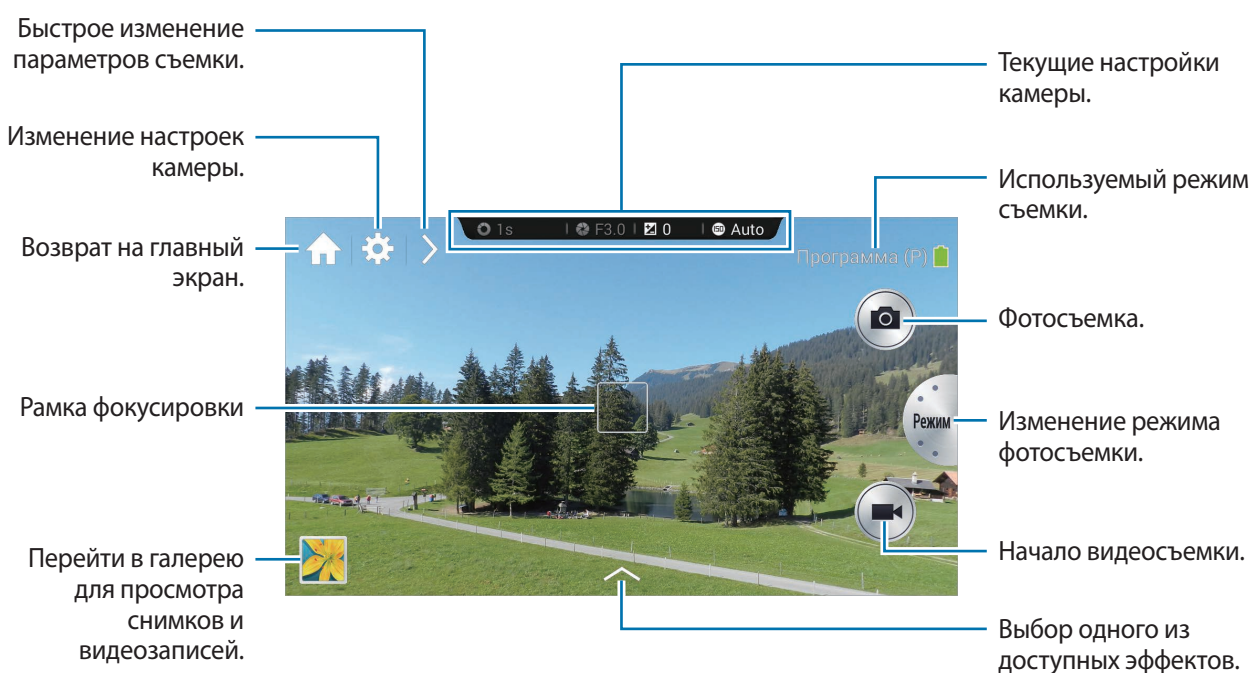 Быстрое изменение
параметров съемки.
Изменение настроек
камеры.
Возврат на главный
экран.
Рамка фокусировки
Перейти в галерею
для просмотра
снимков и
видеозаписей.
1s F3.0 0 ISO Auto
Программа (P)
Режим
Текущие настройки
камеры.
Используемый режим
съемки.
Фотосъемка.
Изменение режима
фотосъемки.
Начало видеосъемки.
Выбор одного из
доступных эффектов.